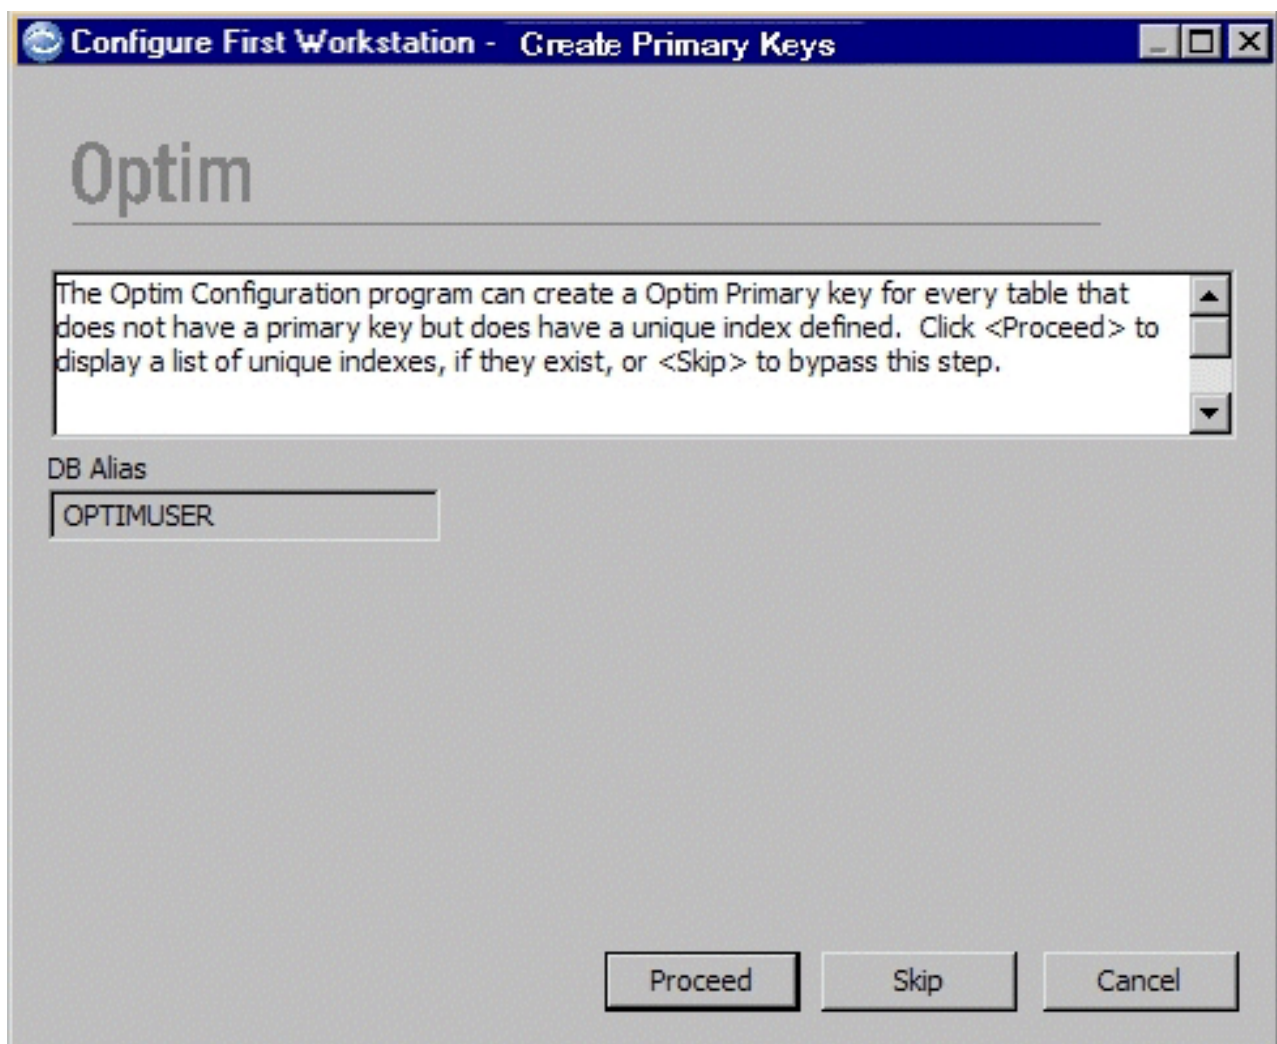 Configure First Workstation - Create Primary Keys
Optim
The Optim Configuration program can create a Optim Primary key for every table that
does not have a primary key but does have a unique index defined.  Click <Proceed> to
display a list of unique indexes, if they exist, or <Skip> to bypass this step.
DB Alias
OPTIMUSER
Proceed Skip Cancel